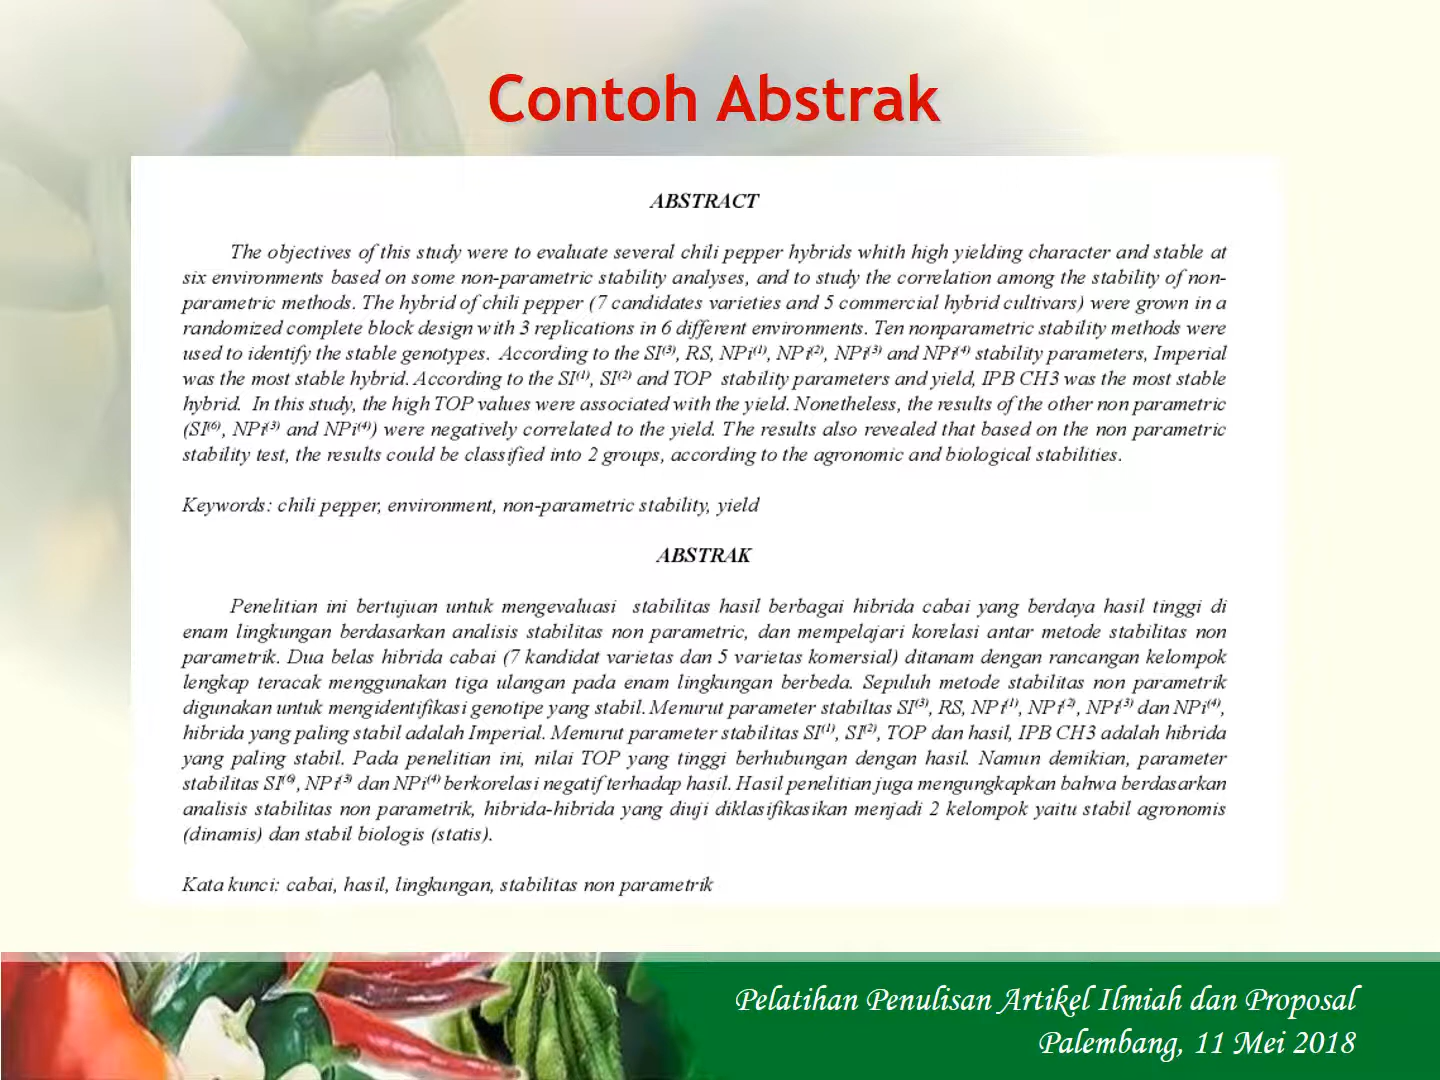 Contoh Abstrak
ABSTRACT
The objectives of this study were to evaluate several chili pepper hybrids whith high yielding character and stable at
six environments based on some non-parametric stability analyses, and to study the correlation among the stability of non-
parametric methods. The hybrid of chili pepper (7 candidates varieties and 5 commercial hybrid cultivars) were grown in a
randomized complete block design with 3 replications in 6 different environments. Ten nonparametric stability methods were
used to identify the stable genotypes. According to the SI⁽³⁾, RS, NPi⁽¹⁾, NPi⁽²⁾, NPi⁽³⁾ and NPi⁽⁴⁾ stability parameters, Imperial
was the most stable hybrid. According to the SI⁽¹⁾, SI⁽²⁾ and TOP stability parameters and yield, IPB CH3 was the most stable
hybrid. In this study, the high TOP values were associated with the yield. Nonetheless, the results of the other non parametric
(SI⁽⁶⁾, NPi⁽³⁾ and NPi⁽⁴⁾) were negatively correlated to the yield. The results also revealed that based on the non parametric
stability test, the results could be classified into 2 groups, according to the agronomic and biological stabilities.
Keywords: chili pepper, environment, non-parametric stability, yield
ABSTRAK
Penelitian ini bertujuan untuk mengevaluasi stabilitas hasil berbagai hibrida cabai yang berdaya hasil tinggi di
enam lingkungan berdasarkan analisis stabilitas non parametric, dan mempelajari korelasi antar metode stabilitas non
parametrik. Dua belas hibrida cabai (7 kandidat varietas dan 5 varietas komersial) ditanam dengan rancangan kelompok
lengkap teracak menggunakan tiga ulangan pada enam lingkungan berbeda. Sepuluh metode stabilitas non parametrik
digunakan untuk mengidentifikasi genotipe yang stabil. Menurut parameter stabiltas SI⁽³⁾, RS, NPi⁽¹⁾, NPi⁽²⁾, NPi⁽³⁾ dan NPi⁽⁴⁾,
hibrida yang paling stabil adalah Imperial. Menurut parameter stabilitas SI⁽¹⁾, SI⁽²⁾, TOP dan hasil, IPB CH3 adalah hibrida
yang paling stabil. Pada penelitian ini, nilai TOP yang tinggi berhubungan dengan hasil. Namun demikian, parameter
stabilitas SI⁽⁶⁾, NPi⁽³⁾ dan NPi⁽⁴⁾ berkorelasi negatif terhadap hasil. Hasil penelitian juga mengungkapkan bahwa berdasarkan
analisis stabilitas non parametrik, hibrida-hibrida yang diuji diklasifikasikan menjadi 2 kelompok yaitu stabil agronomis
(dinamis) dan stabil biologis (statis).
Kata kunci: cabai, hasil, lingkungan, stabilitas non parametrik
Pelatihan Penulisan Artikel Ilmiah dan Proposal
Palembang, 11 Mei 2018